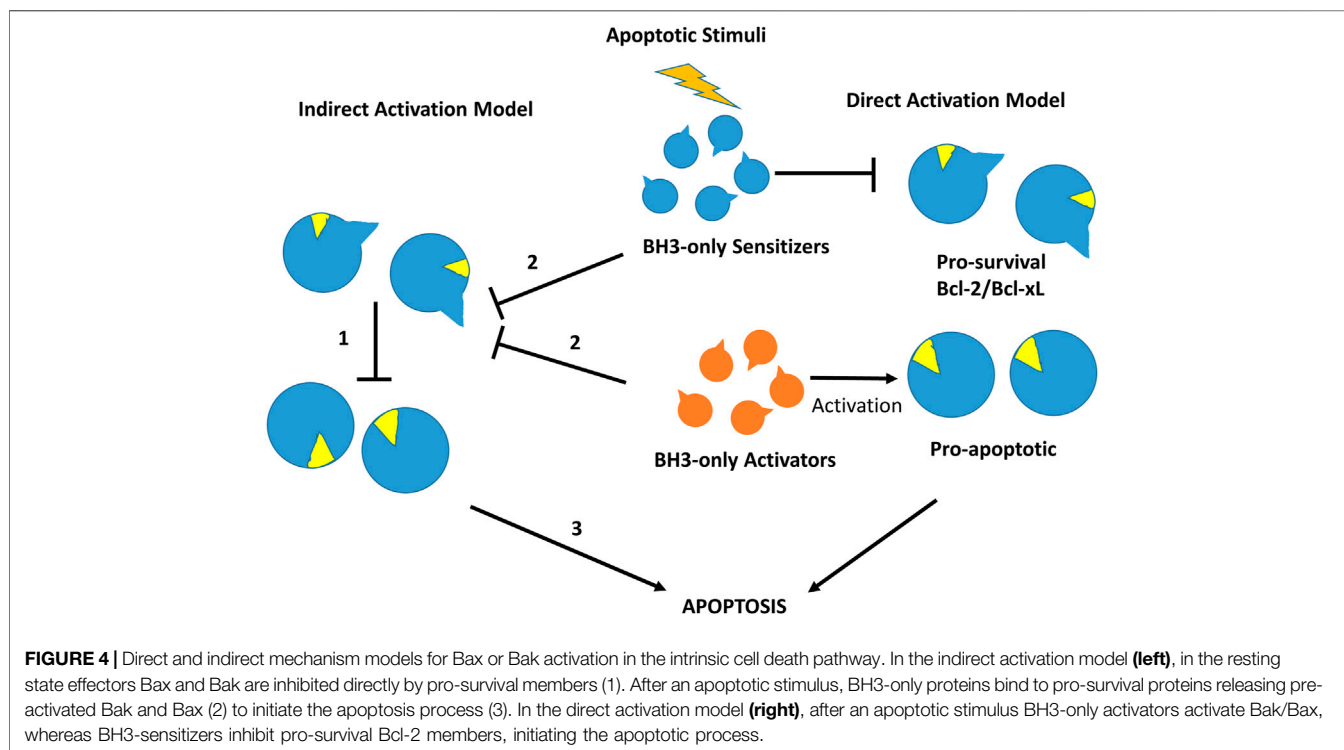 Apoptotic Stimuli
Indirect Activation Model
Direct Activation Model
BH3-only Sensitizers
2
Pro-survival
Bcl-2/Bcl-xL
1
2
Activation
BH3-only Activators
Pro-apoptotic
3
APOPTOSIS
FIGURE 4 | Direct and indirect mechanism models for Bax or Bak activation in the intrinsic cell death pathway. In the indirect activation model (left), in the resting
state effectors Bax and Bak are inhibited directly by pro-survival members (1). After an apoptotic stimulus, BH3-only proteins bind to pro-survival proteins releasing pre-
activated Bak and Bax (2) to initiate the apoptosis process (3). In the direct activation model (right), after an apoptotic stimulus BH3-only activators activate Bak/Bax,
whereas BH3-sensitizers inhibit pro-survival Bcl-2 members, initiating the apoptotic process.